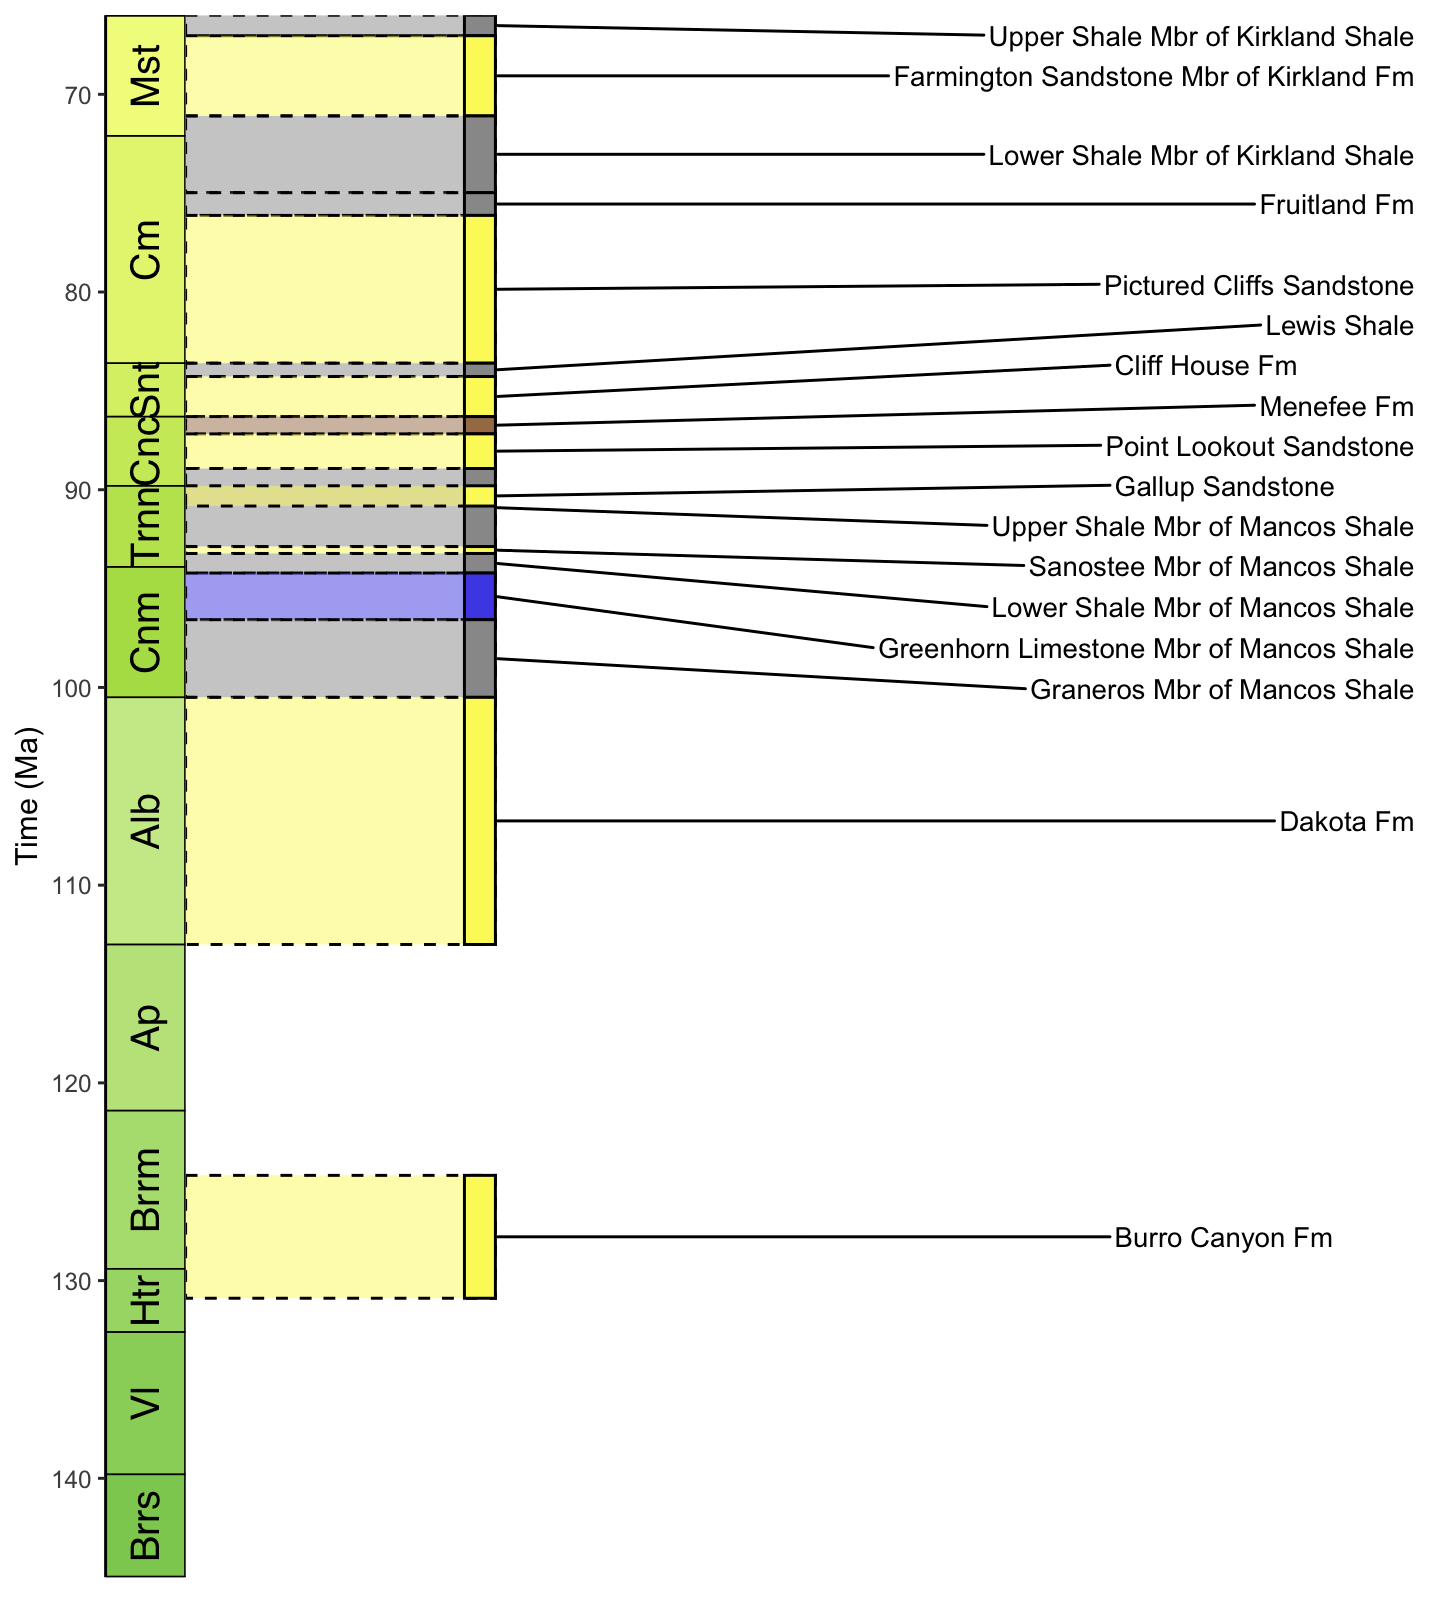 Time (Ma)
70
80
90
100
110
120
130
140
Mst
Cm
Snt
Cnc
Trnn
Cnm
Alb
Ap
Brrm
Htr
Vl
Brrs
Upper Shale Mbr of Kirkland Shale
Farmington Sandstone Mbr of Kirkland Fm
Lower Shale Mbr of Kirkland Shale
Fruitland Fm
Pictured Cliffs Sandstone
Lewis Shale
Cliff House Fm
Menefee Fm
Point Lookout Sandstone
Gallup Sandstone
Upper Shale Mbr of Mancos Shale
Sanostee Mbr of Mancos Shale
Lower Shale Mbr of Mancos Shale
Greenhorn Limestone Mbr of Mancos Shale
Graneros Mbr of Mancos Shale
Dakota Fm
Burro Canyon Fm